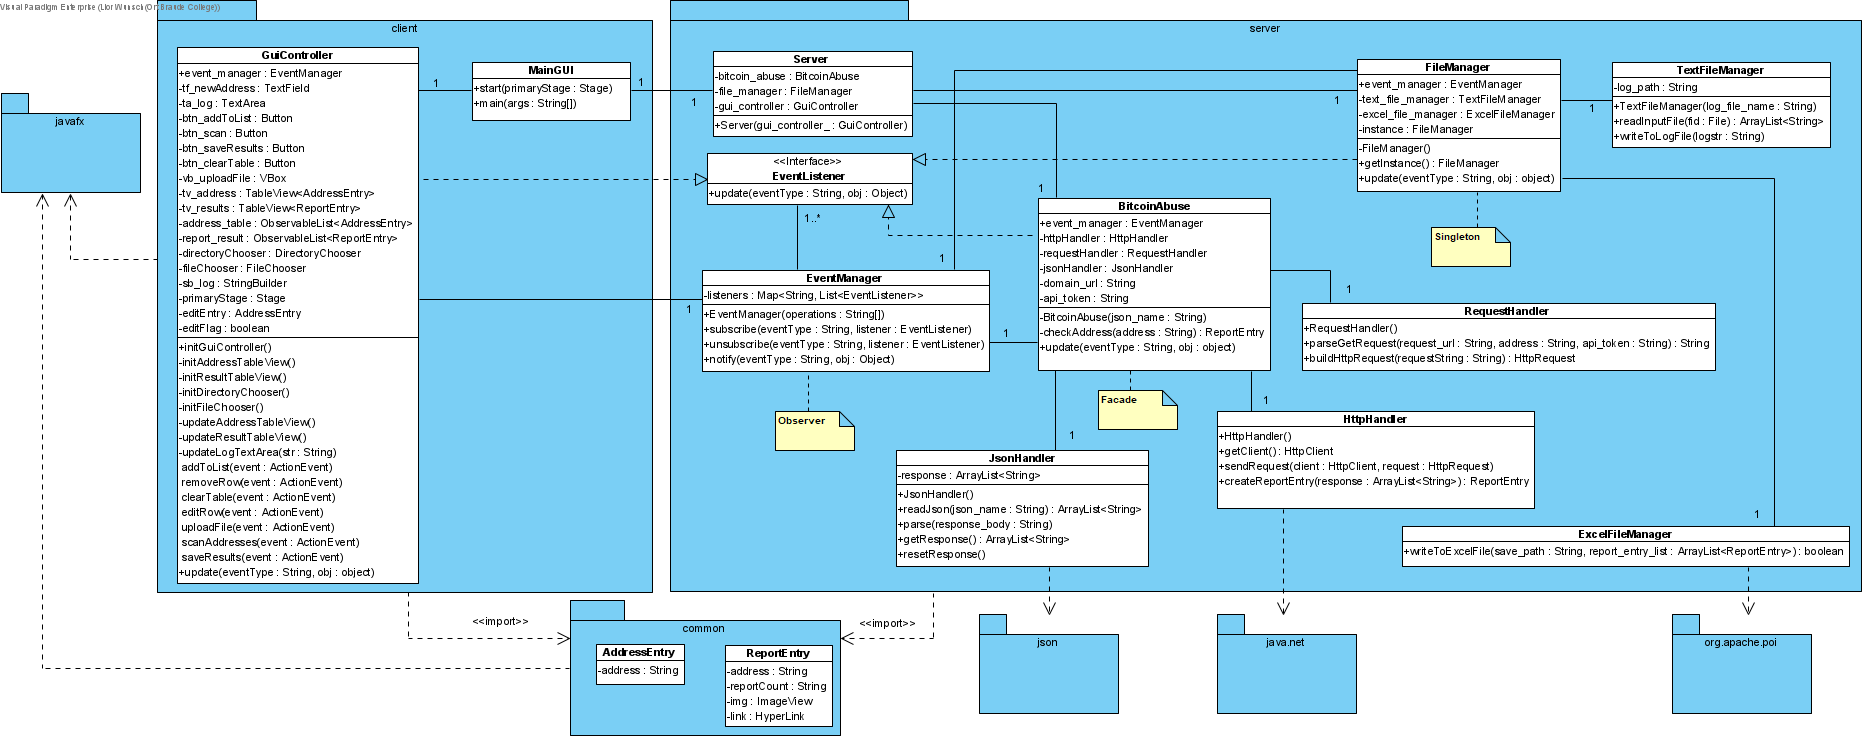 Visual Paradigm Enterprise (Lior Wunsch(Ort Braude College))
client
GuiController
+event_manager : EventManager
-tf_newAddress : TextField
-ta_log : TextArea
-btn_addToList : Button
-btn_scan : Button
-btn_saveResults : Button
-btn_clearTable : Button
-vb_uploadFile : VBox
-tv_address : TableView<AddressEntry>
-tv_results : TableView<ReportEntry>
-address_table : ObservableList<AddressEntry>
-report_result : ObservableList<ReportEntry>
-directoryChooser : DirectoryChooser
-fileChooser : FileChooser
-sb_log : StringBuilder
-primaryStage : Stage
-editEntry : AddressEntry
-editFlag : boolean
+initGuiController()
-initAddressTableView()
-initResultTableView()
-initDirectoryChooser()
-initFileChooser()
-updateAddressTableView()
-updateResultTableView()
-updateLogTextArea(str : String)
addToList(event : ActionEvent)
removeRow(event : ActionEvent)
clearTable(event : ActionEvent)
editRow(event : ActionEvent)
uploadFile(event : ActionEvent)
scanAddresses(event : ActionEvent)
saveResults(event : ActionEvent)
+update(eventType : String, obj : object)
1
MainGUI
+start(primaryStage : Stage)
+main(args : String[])
1
1
javafx
server
Server
-bitcoin_abuse : BitcoinAbuse
-file_manager : FileManager
-gui_controller : GuiController
+Server(gui_controller_ : GuiController)
<<Interface>>
EventListener
+update(eventType : String, obj : Object)
1..*
1
1
EventManager
-listeners : Map<String, List<EventListener>>
+EventManager(operations : String[])
+subscribe(eventType : String, listener : EventListener)
+unsubscribe(eventType : String, listener : EventListener)
+notify(eventType : String, obj : Object)
1
Observer
1
BitcoinAbuse
+event_manager : EventManager
-httpHandler : HttpHandler
-requestHandler : RequestHandler
-jsonHandler : JsonHandler
-domain_url : String
-api_token : String
-BitcoinAbuse(json_name : String)
-checkAddress(address : String) : ReportEntry
+update(eventType : String, obj : object)
Facade
1
FileManager
+event_manager : EventManager
-text_file_manager : TextFileManager
-excel_file_manager : ExcelFileManager
-instance : FileManager
-FileManager()
+getInstance() : FileManager
+update(eventType : String, obj : object)
Singleton
1
TextFileManager
-log_path : String
+TextFileManager(log_file_name : String)
+readInputFile(fid : File) : ArrayList<String>
+writeToLogFile(logstr : String)
1
RequestHandler
+RequestHandler()
+parseGetRequest(request_url : String, address : String, api_token : String) : String
+buildHttpRequest(requestString : String) : HttpRequest
1
HttpHandler
+HttpHandler()
+getClient() : HttpClient
+sendRequest(client : HttpClient, request : HttpRequest)
+createReportEntry(response : ArrayList<String>) : ReportEntry
1
JsonHandler
-response : ArrayList<String>
+JsonHandler()
+readJson(json_name : String) : ArrayList<String>
+parse(response_body : String)
+getResponse() : ArrayList<String>
+resetResponse()
1
ExcelFileManager
+writeToExcelFile(save_path : String, report_entry_list : ArrayList<ReportEntry>) : boolean
<<import>>
<<import>>
common
AddressEntry
-address : String
ReportEntry
-address : String
-reportCount : String
-img : ImageView
-link : HyperLink
json
java.net
org.apache.poi